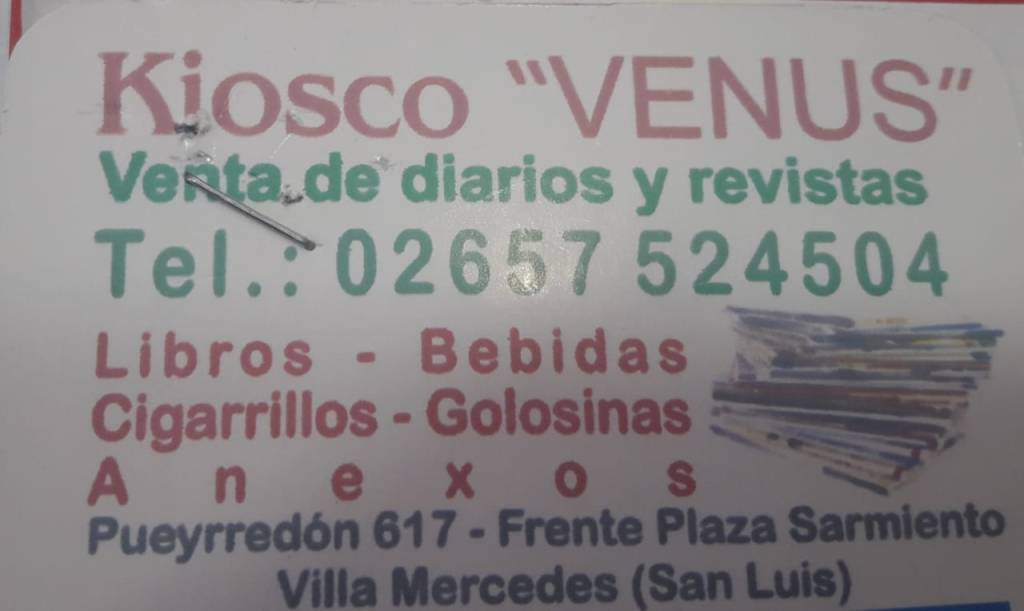 Kiosco "VENUS"
Venta de diarios y revistas
Tel.: 02657 524504
Libros - Bebidas
Cigarrillos - Golosinas
Anexos
Pueyrredón 617 - Frente Plaza Sarmiento
Villa Mercedes (San Luis)